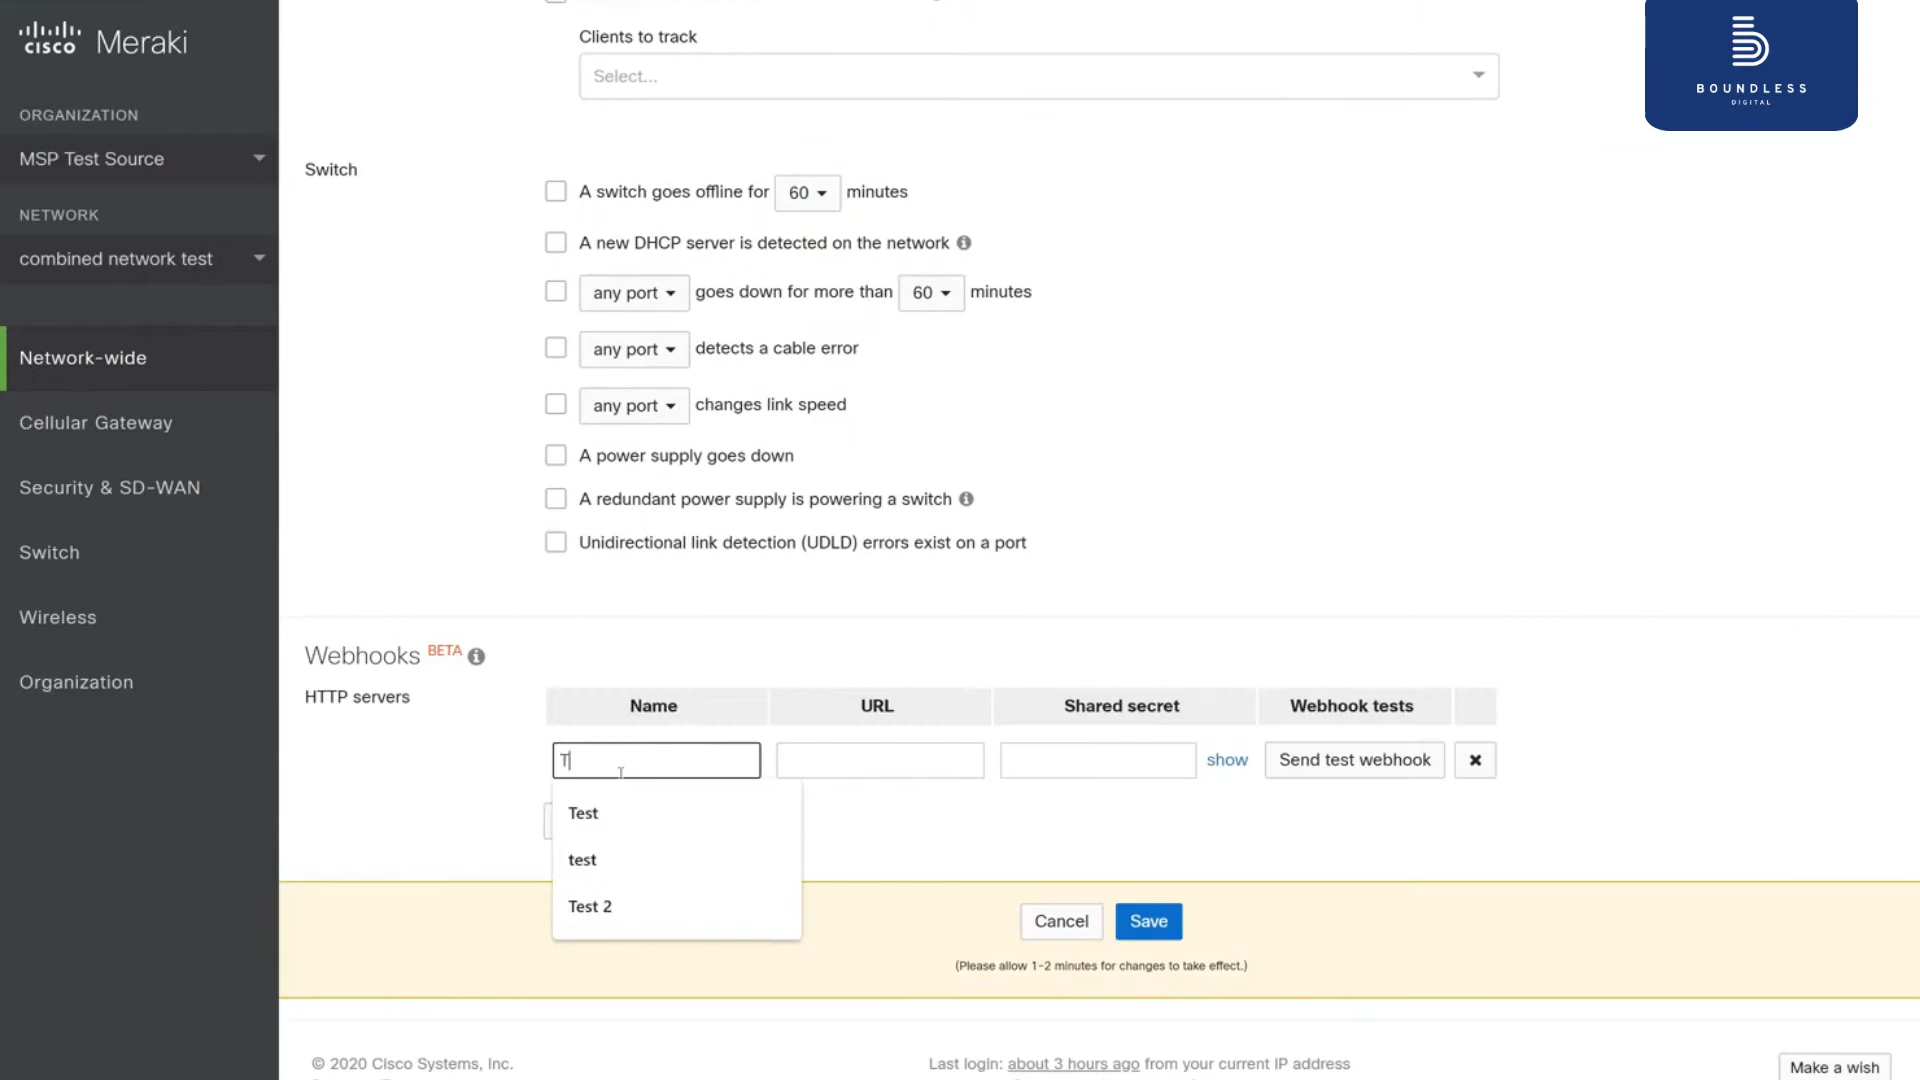 cisco Meraki
ORGANIZATION
MSP Test Source
NETWORK
combined network test
Network-wide
Cellular Gateway
Security & SD-WAN
Switch
Wireless
Organization
Clients to track
Select...
BOUNDLESS
DIGITAL
Switch
A switch goes offline for 60 minutes
A new DHCP server is detected on the network
any port goes down for more than 60 minutes
any port detects a cable error
any port changes link speed
A power supply goes down
A redundant power supply is powering a switch
Unidirectional link detection (UDLD) errors exist on a port
Webhooks BETA
HTTP servers
Name URL Shared secret Webhook tests
T show Send test webhook
Test
test
Test 2
Cancel Save
(Please allow 1-2 minutes for changes to take effect.)
© 2020 Cisco Systems, Inc.
Last login: about 3 hours ago from your current IP address
Make a wish